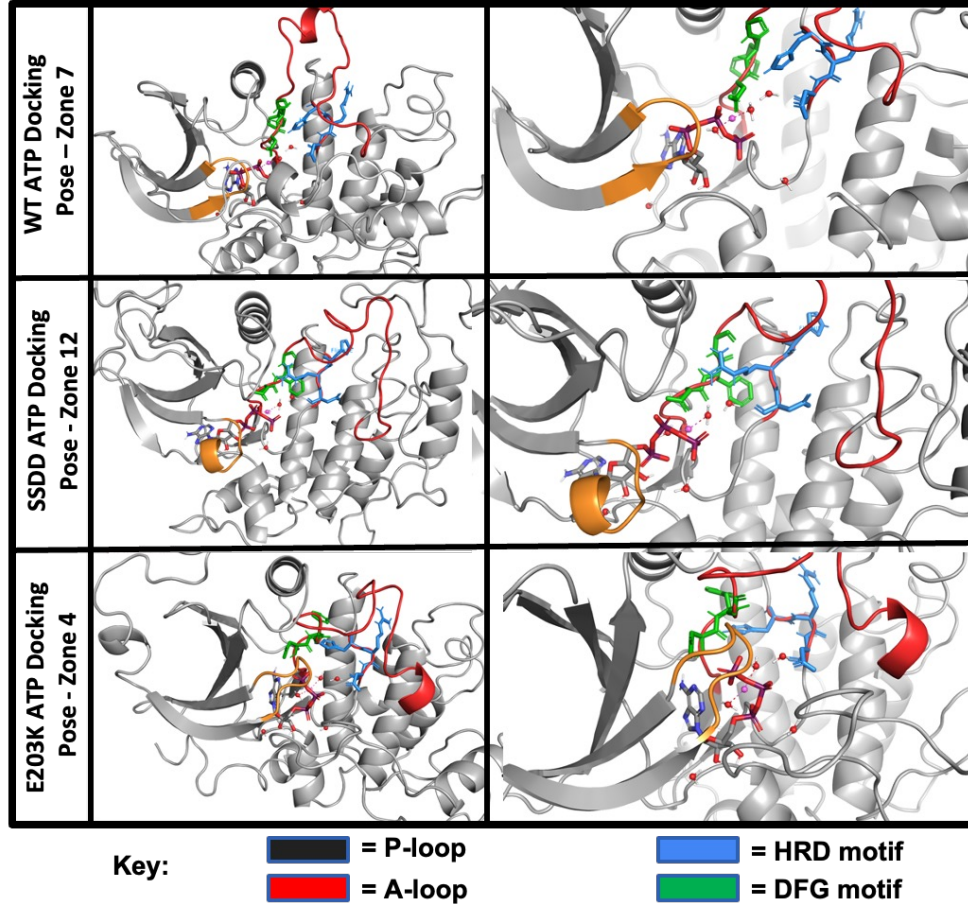 WT ATP Docking
Pose – Zone 7
SSDD ATP Docking
Pose - Zone 12
E203K ATP Docking
Pose - Zone 4
Key:
= P-loop
= HRD motif
= A-loop
= DFG motif